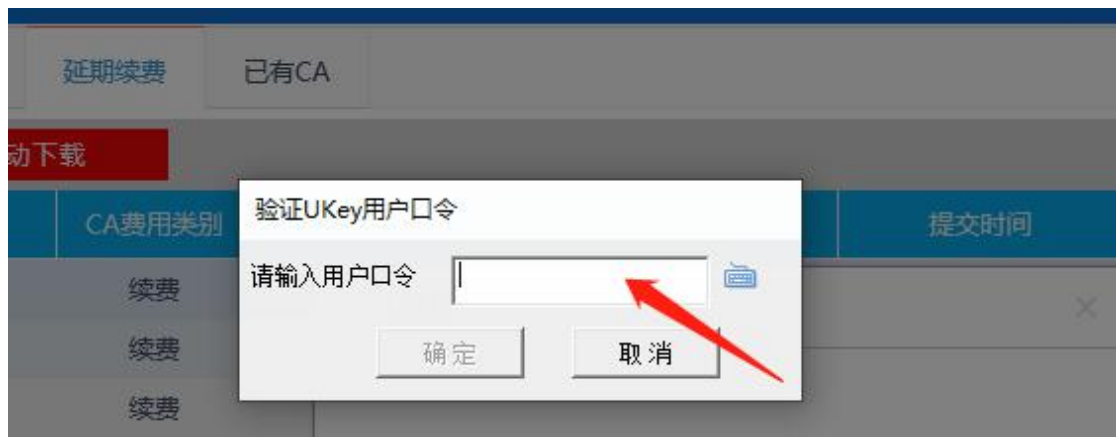 延期续费 已有CA
动下载
CA费用类别 提交时间
验证UKey用户口令
请输入用户口令
续费
确定 取消
续费
续费